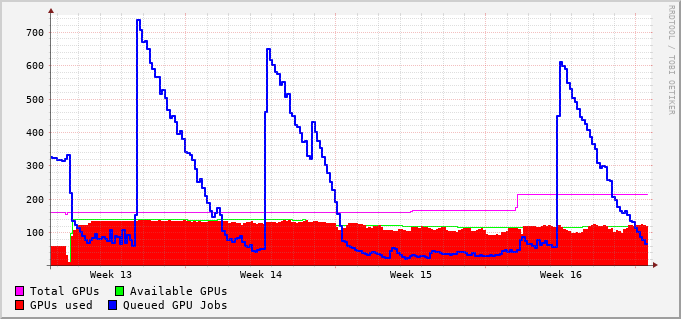 700
600
500
400
300
200
100
Week 13 Week 14 Week 15 Week 16
Total GPUs Available GPUs
GPUs used Queued GPU Jobs
RRDTOOL / TOBI OETIKER